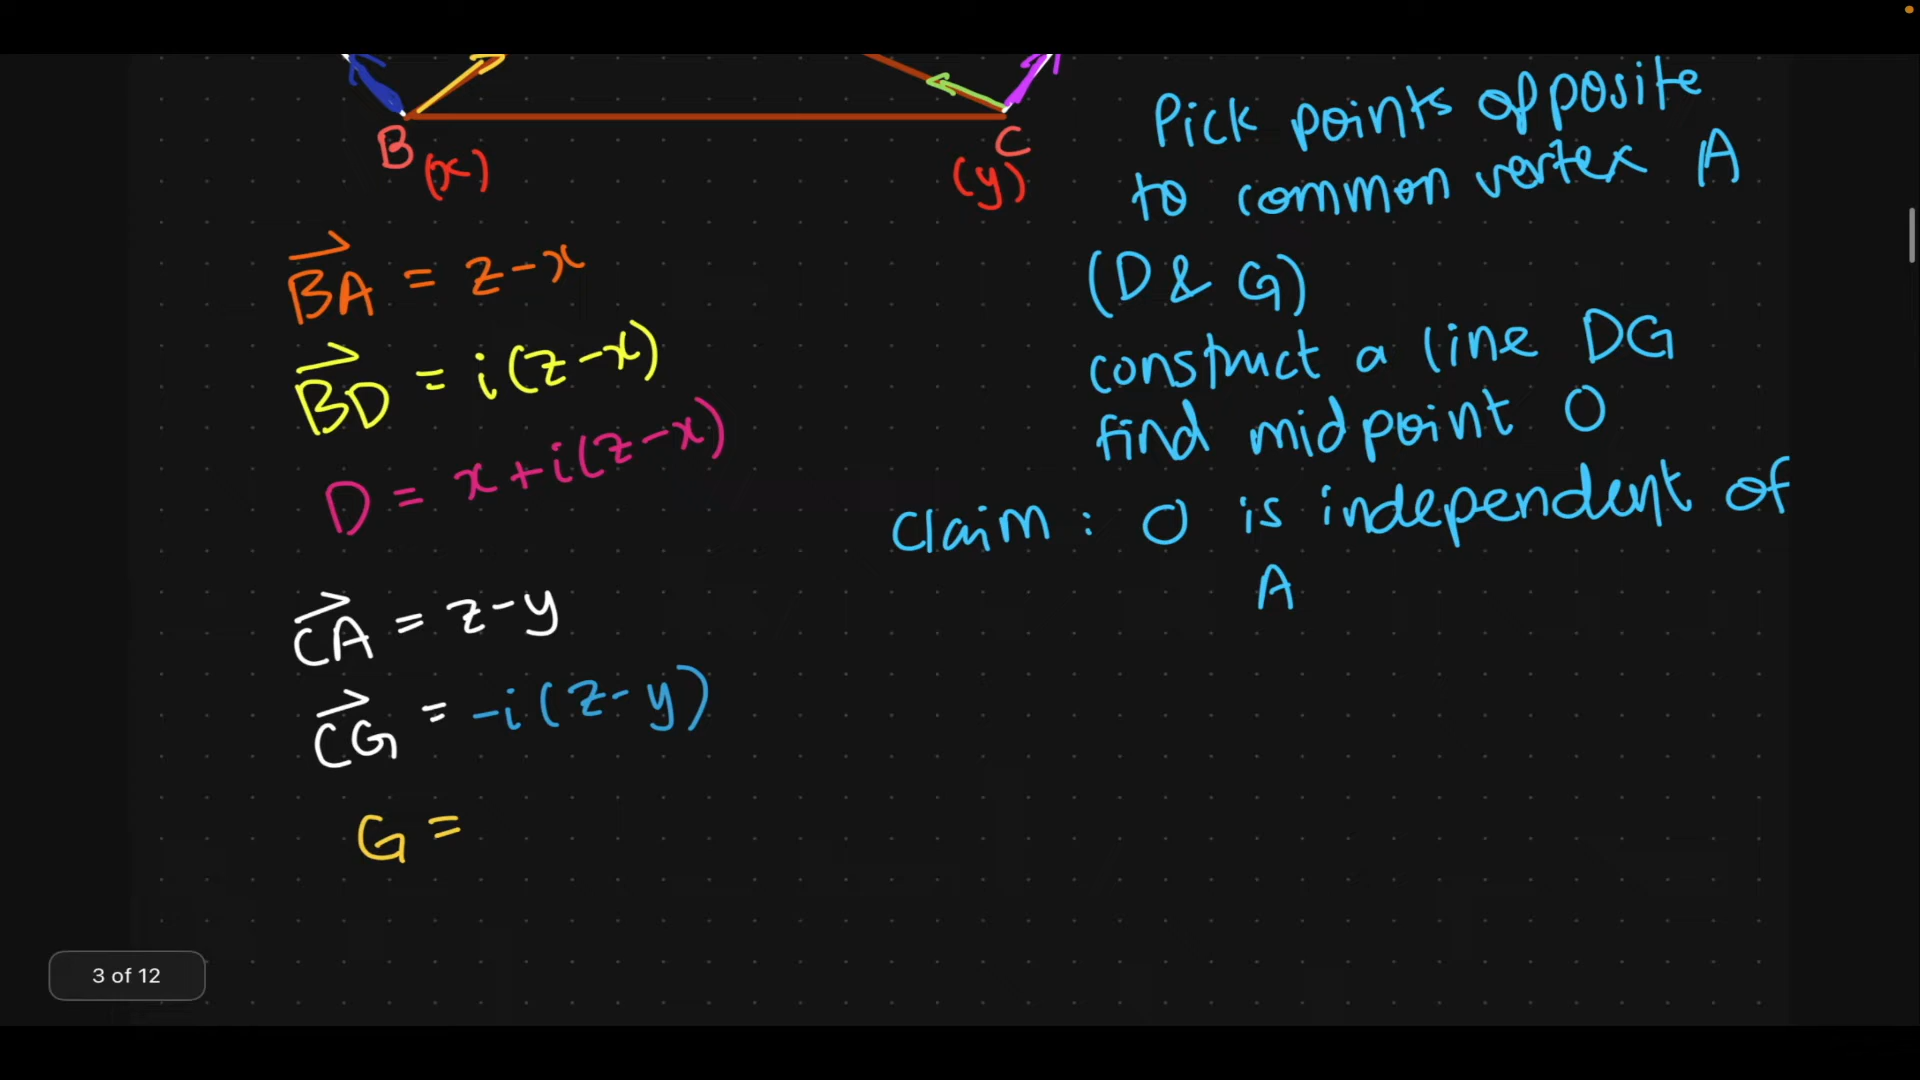 B
(x)
C
(y)
Pick points opposite
to common vertex A
(D & G)
construct a line DG
find midpoint O
Claim : O is independent of
A
BA = z - x
BD = i(z - x)
D = x + i(z - x)
CA = z - y
CG = -i(z - y)
G =
3 of 12